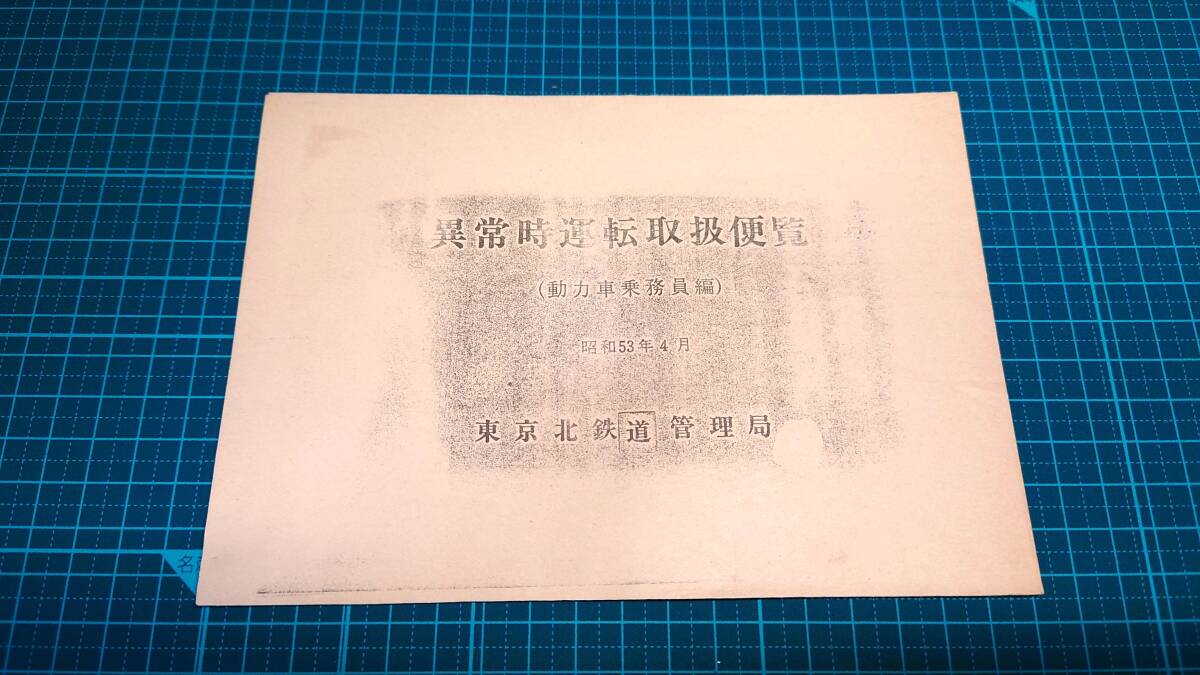 異常時運転取扱便覧
(動力車乗務員編)
昭和53年4月
東京北鉄道管理局
名